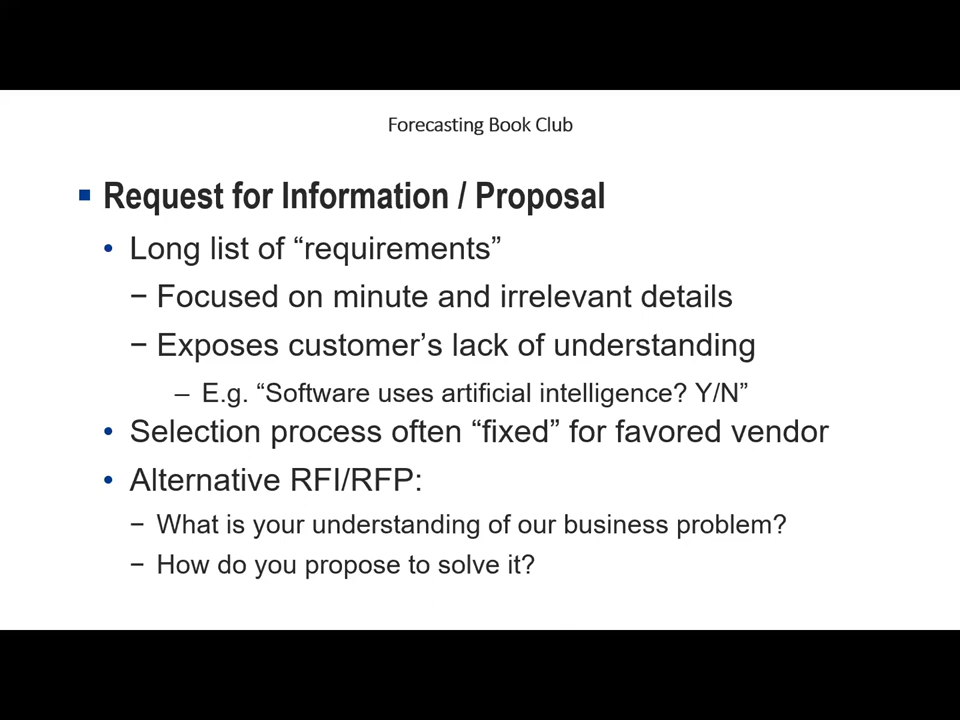 Forecasting Book Club
▪ Request for Information / Proposal
• Long list of “requirements”
− Focused on minute and irrelevant details
− Exposes customer’s lack of understanding
– E.g. “Software uses artificial intelligence? Y/N”
• Selection process often “fixed” for favored vendor
• Alternative RFI/RFP:
− What is your understanding of our business problem?
− How do you propose to solve it?